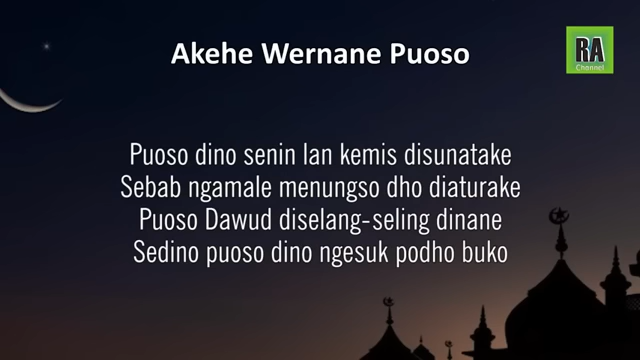 Akehe Wernane Puoso
RA
Channel
Puoso dino senin lan kemis disunatake
Sebab ngamale menungso dho diaturake
Puoso Dawud diselang-seling dinane
Sedino puoso dino ngesuk podho buko